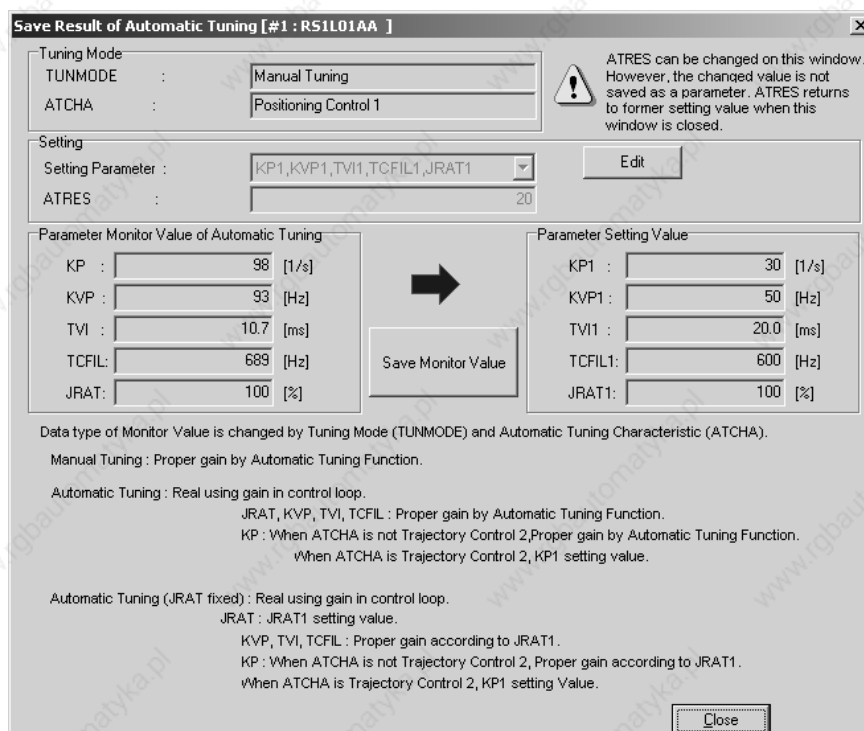 Save Result of Automatic Tuning [#1 : RS1L01AA ]
Tuning Mode
TUNMODE : Manual Tuning
ATCHA : Positioning Control 1
ATRES can be changed on this window.
However, the changed value is not
saved as a parameter. ATRES returns
to former setting value when this
window is closed.
Setting
Setting Parameter : KP1,KVP1,TVI1,TCFIL1,JRAT1
Edit
ATRES : 20
Parameter Monitor Value of Automatic Tuning
KP : 98 [1/s]
KVP : 93 [Hz]
TVI : 10.7 [ms]
TCFIL: 689 [Hz]
JRAT: 100 [%]
Save Monitor Value
Parameter Setting Value
KP1 : 30 [1/s]
KVP1 : 50 [Hz]
TVI1 : 20.0 [ms]
TCFIL1: 600 [Hz]
JRAT1: 100 [%]
Data type of Monitor Value is changed by Tuning Mode (TUNMODE) and Automatic Tuning Characteristic (ATCHA).
Manual Tuning : Proper gain by Automatic Tuning Function.
Automatic Tuning : Real using gain in control loop.
JRAT, KVP, TVI, TCFIL : Proper gain by Automatic Tuning Function.
KP : When ATCHA is not Trajectory Control 2,Proper gain by Automatic Tuning Function.
When ATCHA is Trajectory Control 2, KP1 setting value.
Automatic Tuning (JRAT fixed) : Real using gain in control loop.
JRAT : JRAT1 setting value.
KVP, TVI, TCFIL : Proper gain according to JRAT1.
KP : When ATCHA is not Trajectory Control 2, Proper gain according to JRAT1.
When ATCHA is Trajectory Control 2, KP1 setting Value.
Close
www.rgbautomatyka.pl